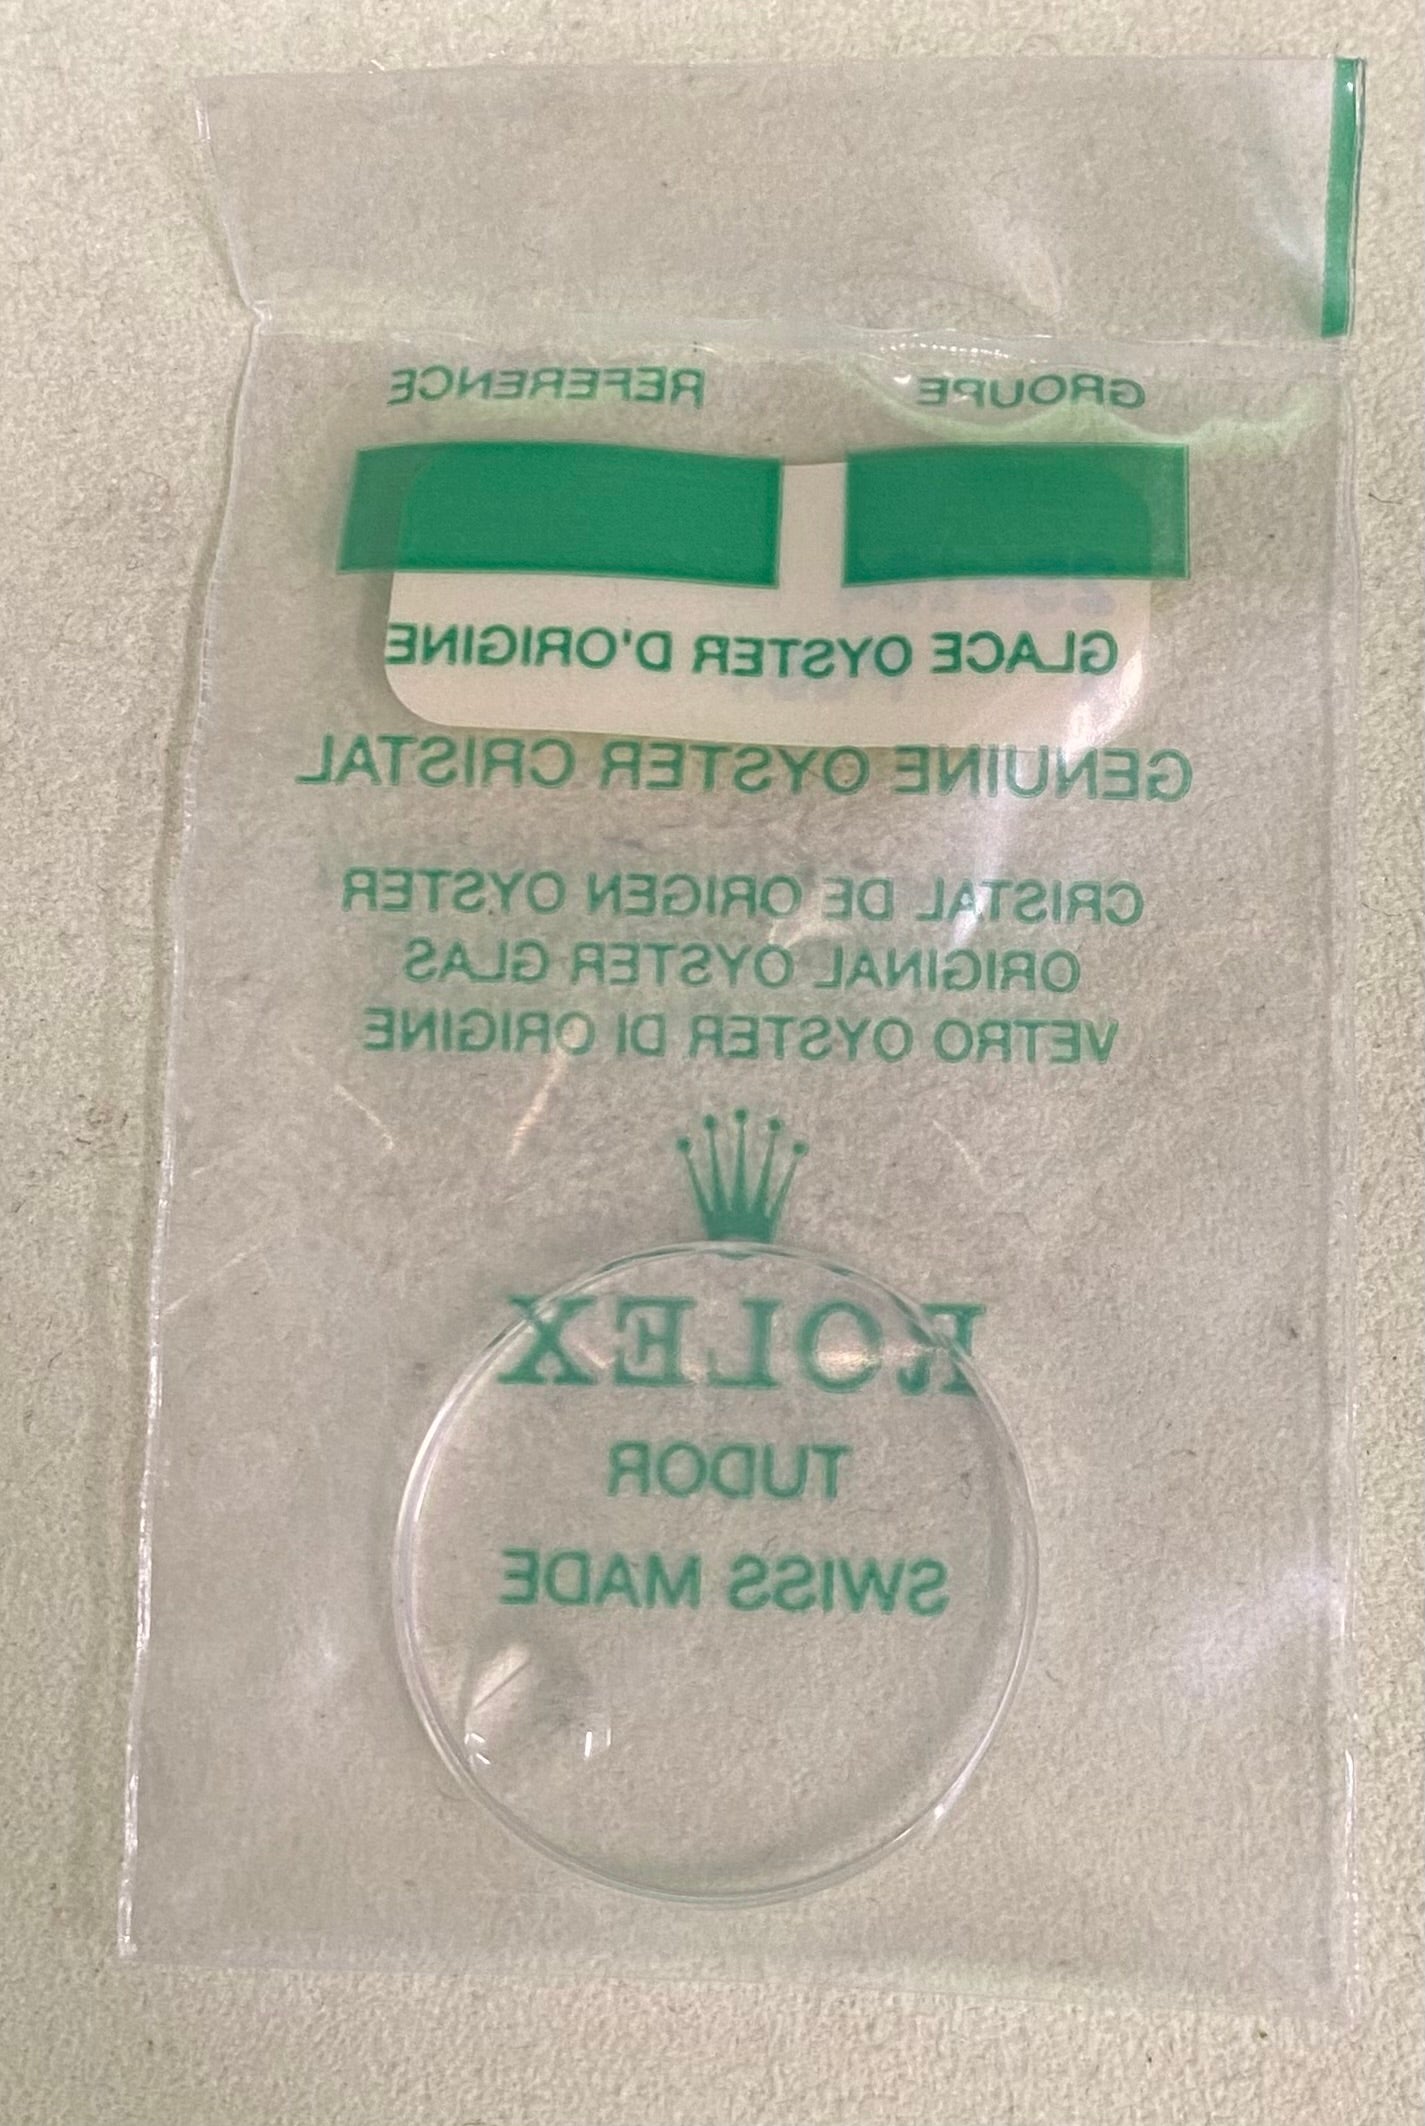 GROUPE REFERENCE
GLACE OYSTER D'ORIGINE
GENUINE OYSTER CRISTAL
CRISTAL DE ORIGEN OYSTER
ORIGINAL OYSTER GLAS
VETRO OYSTER DI ORIGINE
ROLEX
TUDOR
SWISS MADE